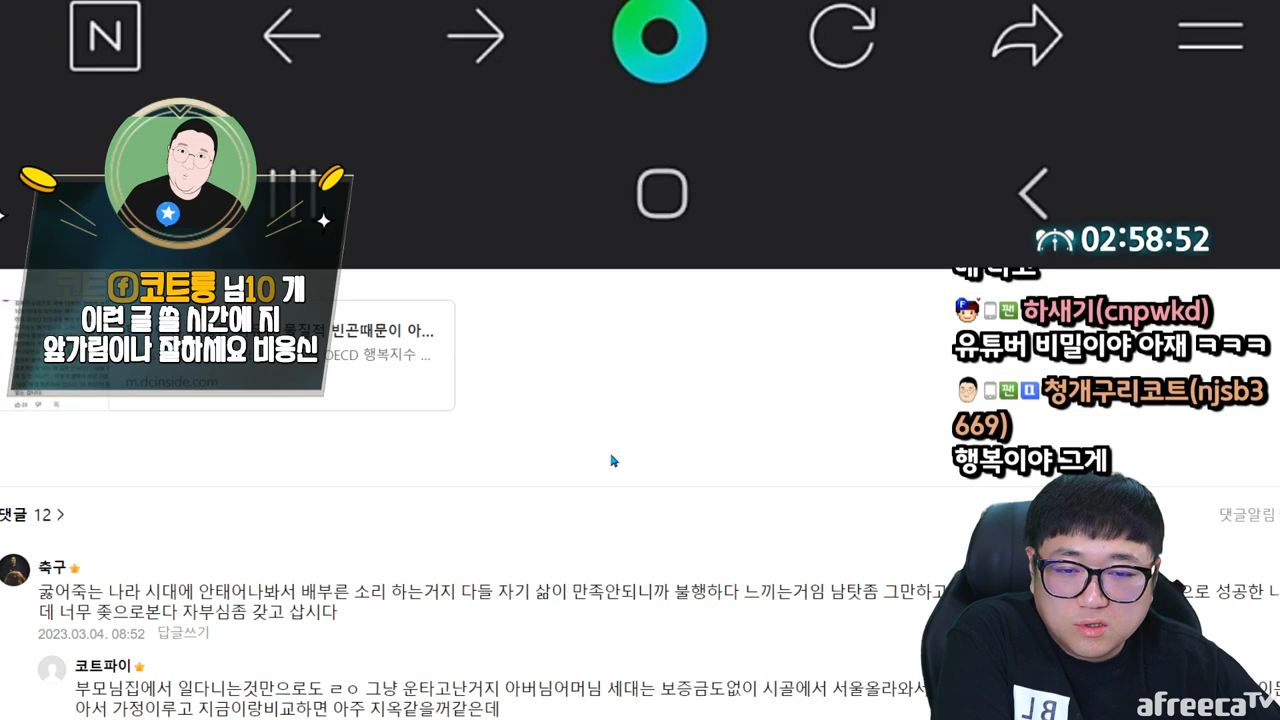 N
02:58:52
코트릉 님10 개
이런 글 쓸 시간에 지
앞가림이나 잘하세요 비웅신
물질적 빈곤때문이 아...
OECD 행복지수 ...
m.dcinside.com
하새기(cnpwkd)
유튜버 비밀이야 아재 ㅋㅋㅋ
청개구리코트(njsb3
669)
행복이야 그게
댓글 12 >
댓글알림
축구
굶어죽는 나라 시대에 안태어나봐서 배부른 소리 하는거지 다들 자기 삶이 만족안되니까 불행하다 느끼는거임 남탓좀 그만하고 으로 성공한 나
데 너무 좆으로본다 자부심좀 갖고 삽시다
2023.03.04. 08:52 답글쓰기
코트파이
부모님집에서 일다니는것만으로도 ㄹㅇ 그냥 운타고난거지 아버님어머님 세대는 보증금도없이 시골에서 서울올라와서
아서 가정이루고 지금이랑비교하면 아주 지옥같을꺼같은데
BL
afreecaTV